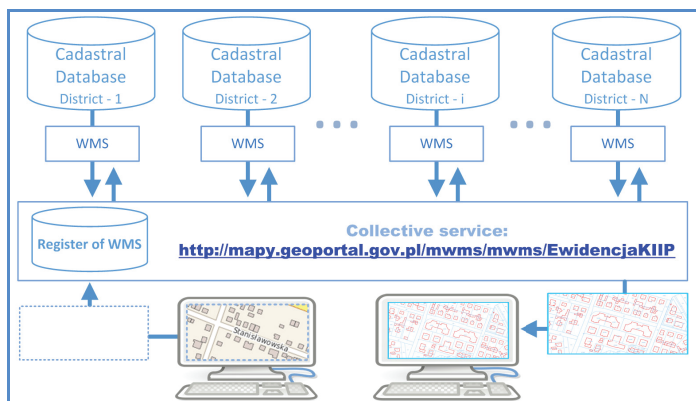 Cadastral
Database
District - 1
Cadastral
Database
District - 2
Cadastral
Database
District - i
Cadastral
Database
District - N
WMS
WMS
WMS
WMS
Register of WMS
Collective service:
http://mapy.geoportal.gov.pl/mwms/mwms/EwidencjaKIIP
Stanisławowska